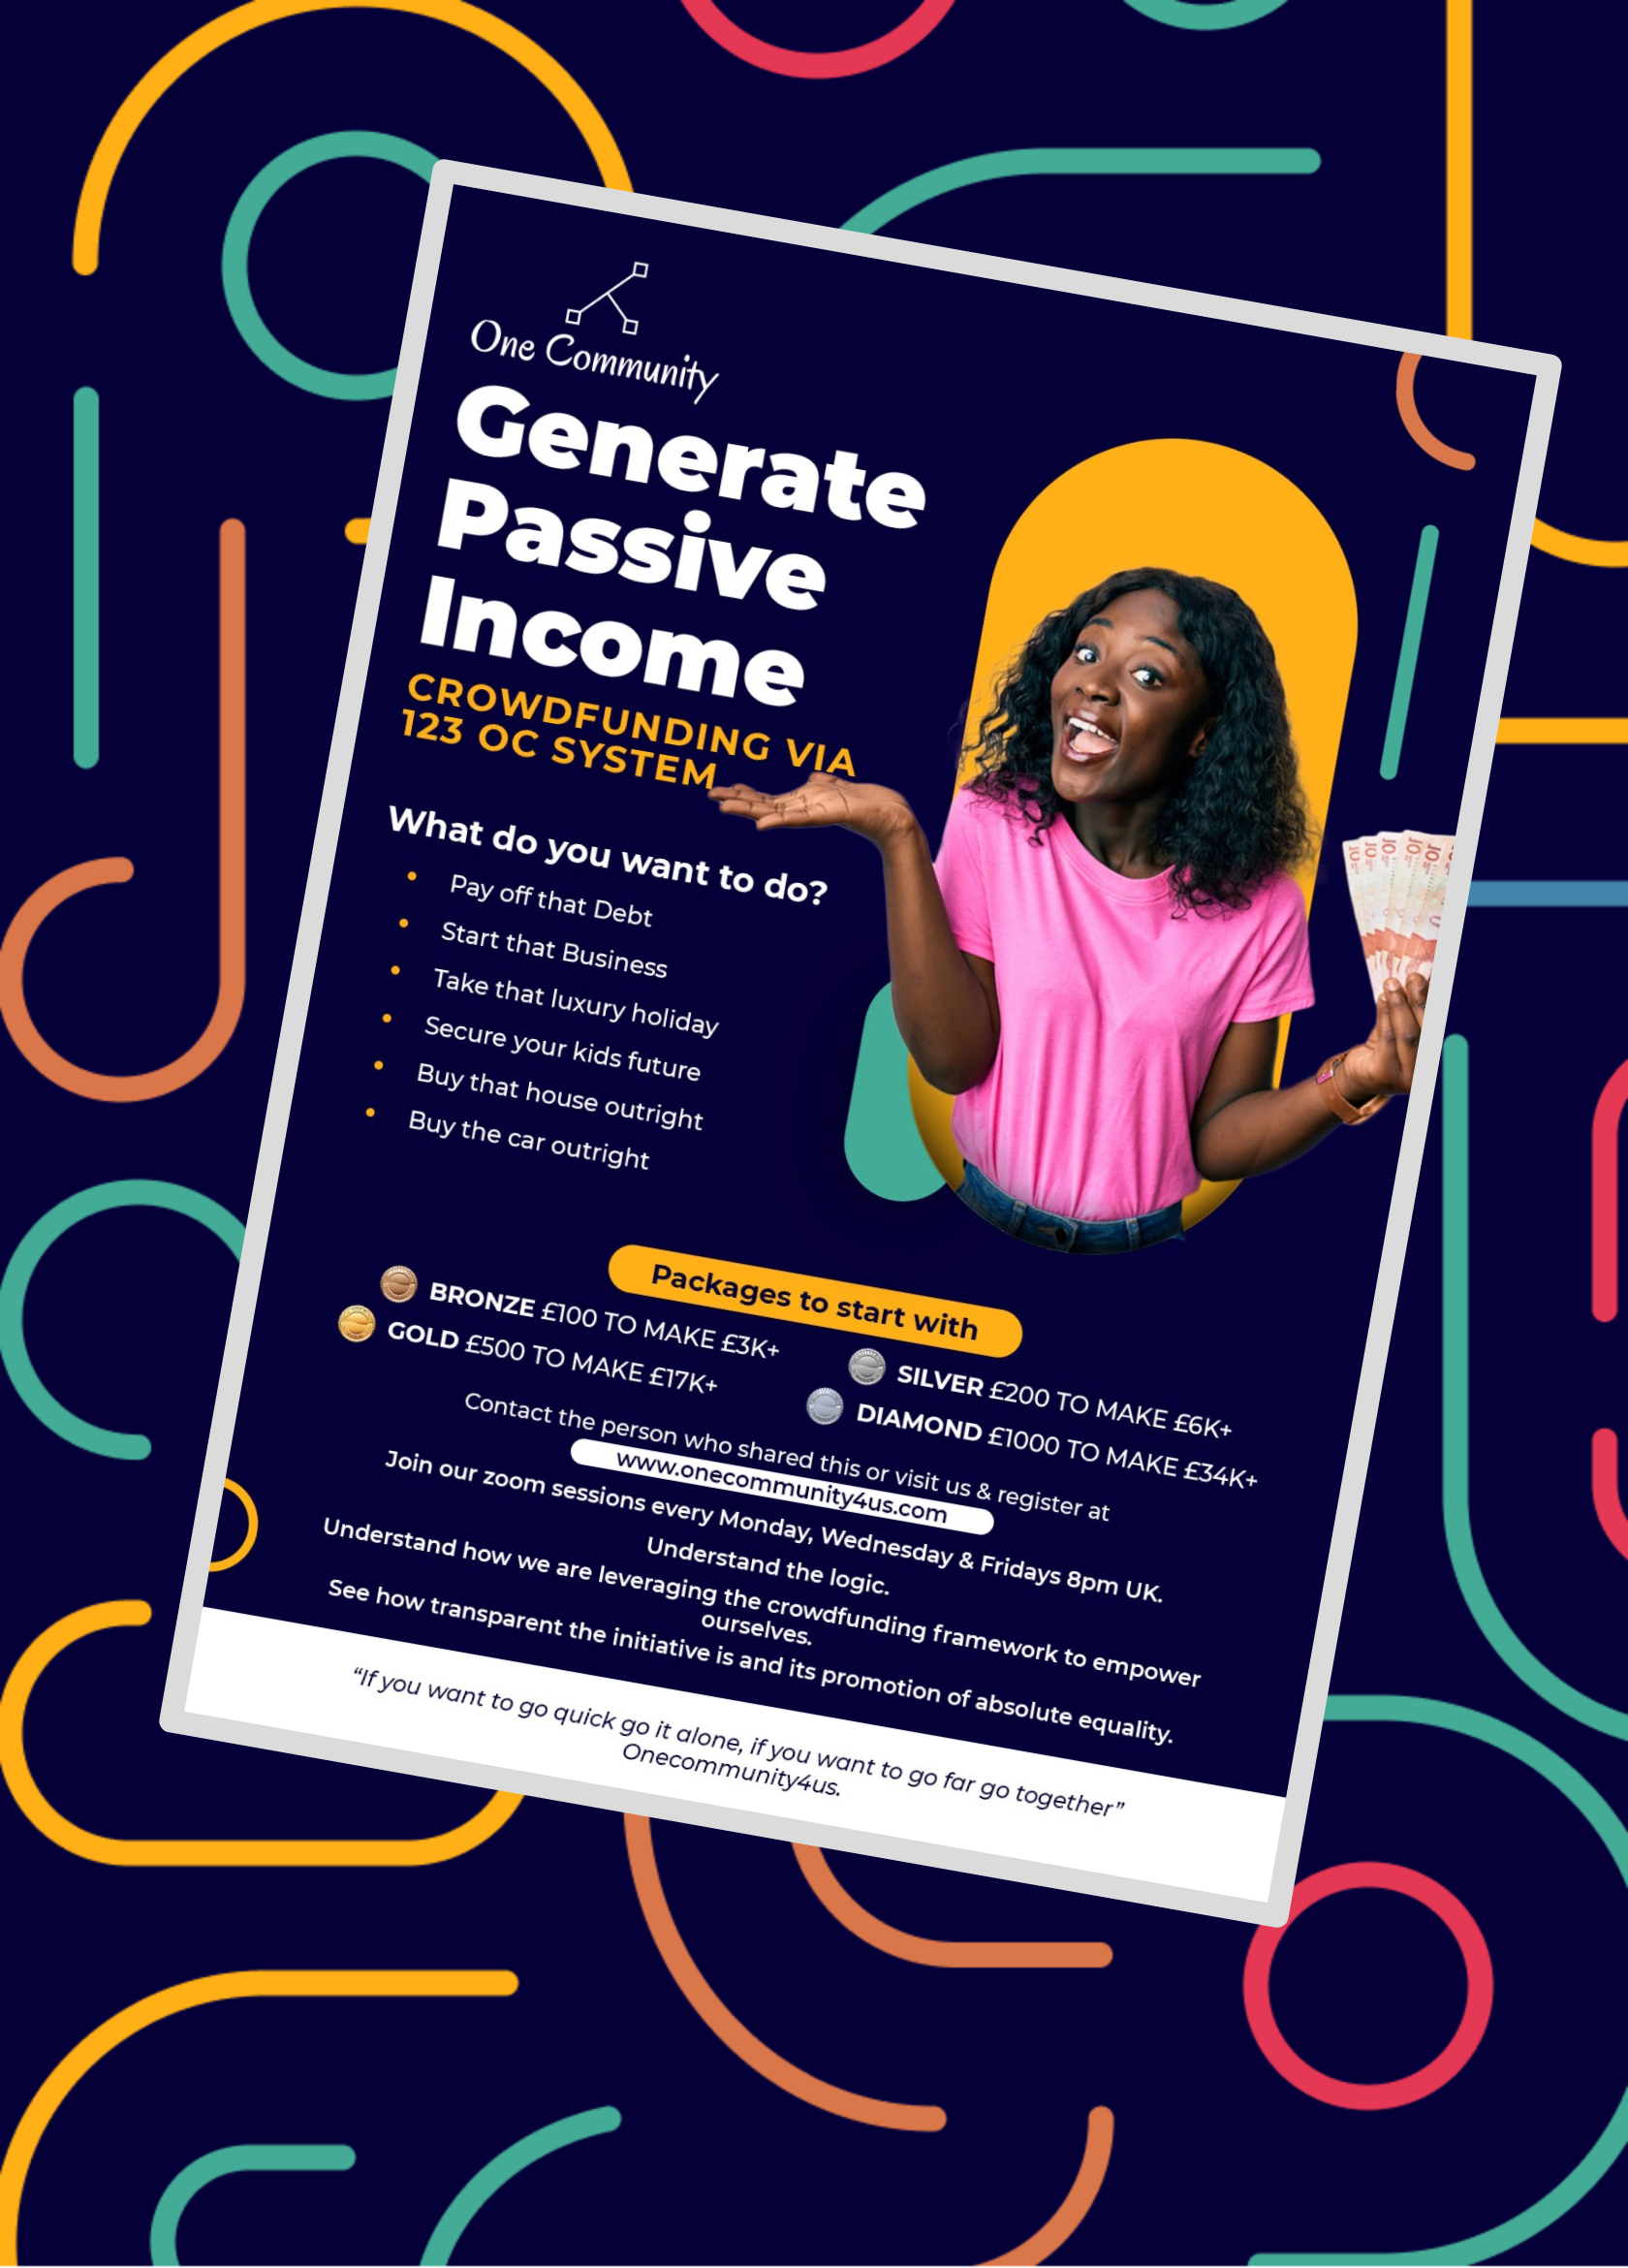 One Community
Generate
Passive
Income
CROWDFUNDING VIA
123 OC SYSTEM
What do you want to do?
• Pay off that Debt
• Start that Business
• Take that luxury holiday
• Secure your kids future
• Buy that house outright
• Buy the car outright
Packages to start with
BRONZE £100 TO MAKE £3K+
SILVER £200 TO MAKE £6K+
GOLD £500 TO MAKE £17K+
DIAMOND £1000 TO MAKE £34K+
Contact the person who shared this or visit us & register at
www.onecommunity4us.com
Join our zoom sessions every Monday, Wednesday & Fridays 8pm UK.
Understand the logic.
Understand how we are leveraging the crowdfunding framework to empower
ourselves.
See how transparent the initiative is and its promotion of absolute equality.
“If you want to go quick go it alone, if you want to go far go together”
Onecommunity4us.